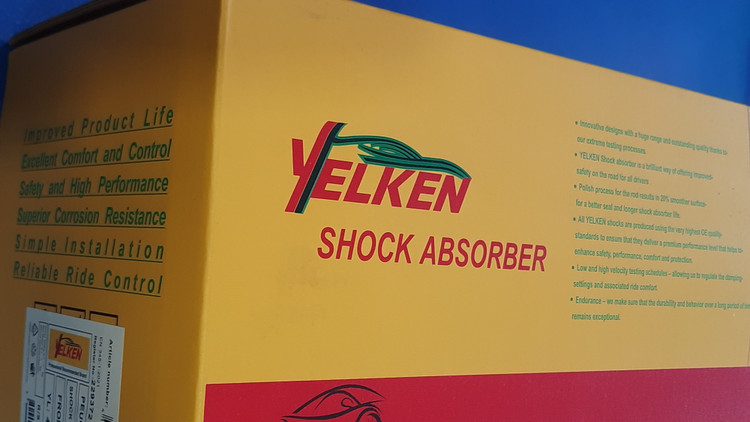 Improved Product Life
Excellent Comfort and Control
Safety and High Performance
Superior Corrosion Resistance
Simple Installation
Reliable Ride Control
YELKEN
SHOCK ABSORBER
• Innovative designs with a huge range and outstanding quality thanks to
our extreme testing processes.
• YELKEN Shock absorber is a brilliant way of offering improved
safety on the road for all drivers
• Polish process for the rod results in 20% smoother surface
for a better seal and longer shock absorber life.
• All YELKEN shocks are produced using the very highest OE quality
standards to ensure that they deliver a premium performance level that helps to
enhance safety, performance, comfort and protection.
• Low and high velocity testing schedules – allowing us to regulate the damping
settings and associated ride comfort.
• Endurance – we make sure that the durability and behavior over a long period of
remains exceptional.
YELKEN
Article number:
SHOCK